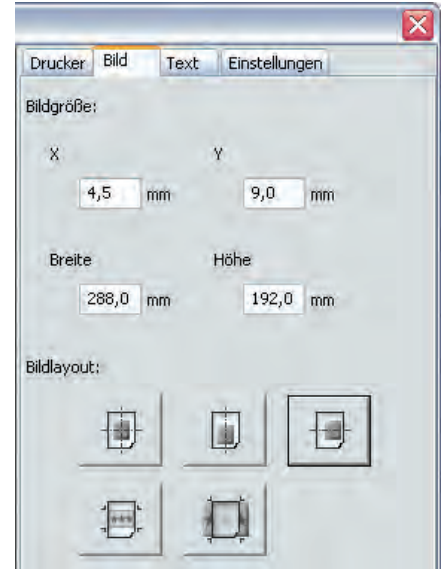 Drucker Bild Text Einstellungen
Bildgröße:
X Y
4,5 mm 9,0 mm
Breite Höhe
288,0 mm 192,0 mm
Bildlayout: